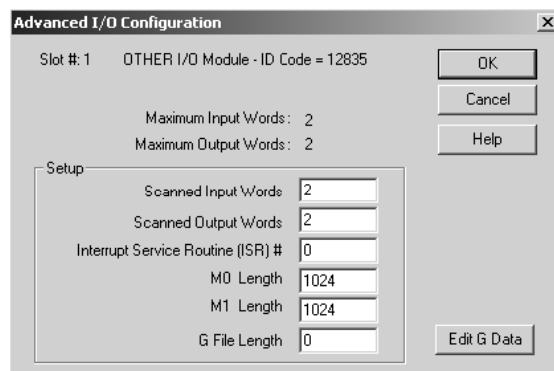 Advanced I/O Configuration
Slot #: 1 OTHER I/O Module - ID Code = 12835
OK
Cancel
Help
Maximum Input Words: 2
Maximum Output Words: 2
Setup
Scanned Input Words 2
Scanned Output Words 2
Interrupt Service Routine (ISR) # 0
M0 Length 1024
M1 Length 1024
G File Length 0
Edit G Data